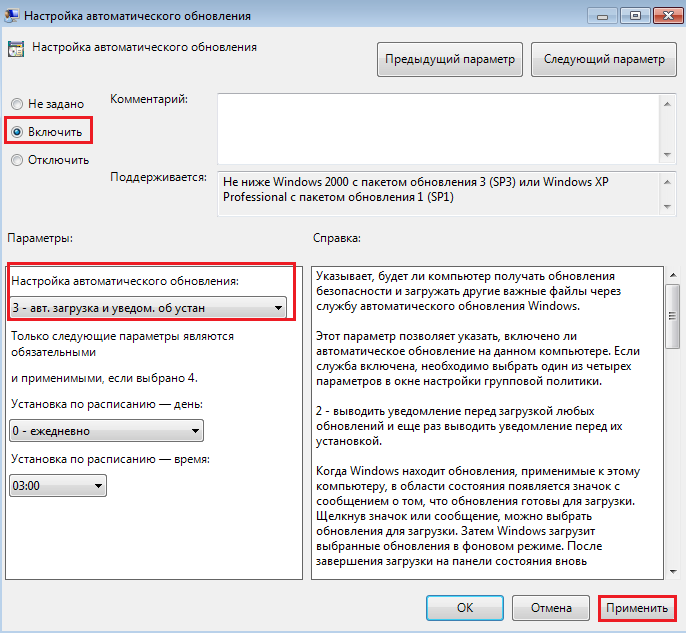 Настройка автоматического обновления
Настройка автоматического обновления
Предыдущий параметр
Следующий параметр
Не задано
Включить
Отключить
Комментарий:
Поддерживается:
Не ниже Windows 2000 с пакетом обновления 3 (SP3) или Windows XP
Professional с пакетом обновления 1 (SP1)
Параметры:
Справка:
Настройка автоматического обновления:
3 - авт. загрузка и уведом. об устан
Только следующие параметры являются
обязательными
и применимыми, если выбрано 4.
Установка по расписанию — день:
0 - ежедневно
Установка по расписанию — время:
03:00
Указывает, будет ли компьютер получать обновления
безопасности и загружать другие важные файлы через
службу автоматического обновления Windows.
Этот параметр позволяет указать, включено ли
автоматическое обновление на данном компьютере. Если
служба включена, необходимо выбрать один из четырех
параметров в окне настройки групповой политики.
2 - выводить уведомление перед загрузкой любых
обновлений и еще раз выводить уведомление перед их
установкой.
Когда Windows находит обновления, применимые к этому
компьютеру, в области состояния появляется значок с
сообщением о том, что обновления готовы для загрузки.
Щелкнув значок или сообщение, можно выбрать
обновления для загрузки. Затем Windows загрузит
выбранные обновления в фоновом режиме. После
завершения загрузки на панели состояния вновь
OK
Отмена
Применить